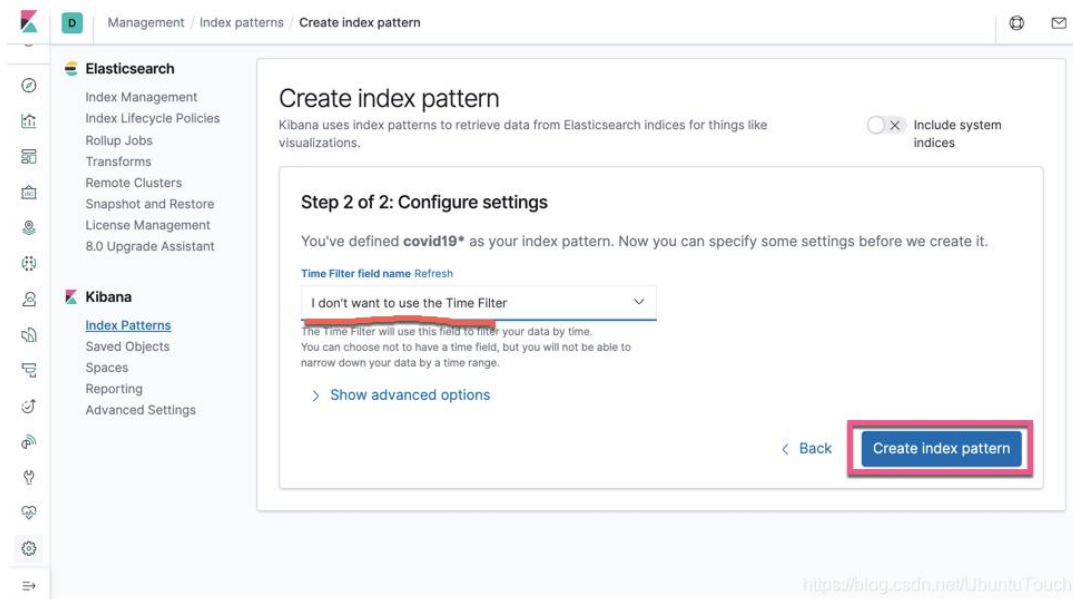 D Management / Index patterns / Create index pattern
Elasticsearch
Index Management
Index Lifecycle Policies
Rollup Jobs
Transforms
Remote Clusters
Snapshot and Restore
License Management
8.0 Upgrade Assistant
Kibana
Index Patterns
Saved Objects
Spaces
Reporting
Advanced Settings
Create index pattern
Kibana uses index patterns to retrieve data from Elasticsearch indices for things like
visualizations.
Include system
indices
Step 2 of 2: Configure settings
You've defined covid19* as your index pattern. Now you can specify some settings before we create it.
Time Filter field name Refresh
I don't want to use the Time Filter
The Time Filter will use this field to filter your data by time.
You can choose not to have a time field, but you will not be able to
narrow down your data by a time range.
Show advanced options
Back
Create index pattern
https://blog.csdn.net/UbuntuTouch